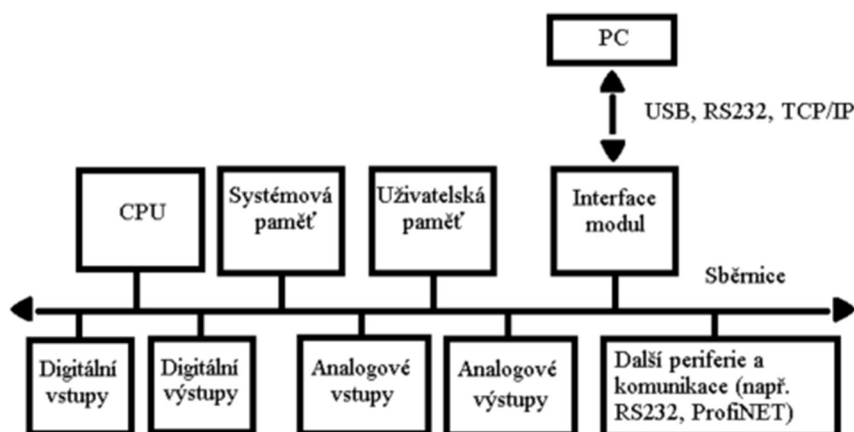 PC
USB, RS232, TCP/IP
CPU
Systémová
paměť
Uživatelská
paměť
Interface
modul
Sběrnice
Digitální
vstupy
Digitální
výstupy
Analogové
vstupy
Analogové
výstupy
Další periferie a
komunikace (např.
RS232, ProfiNET)